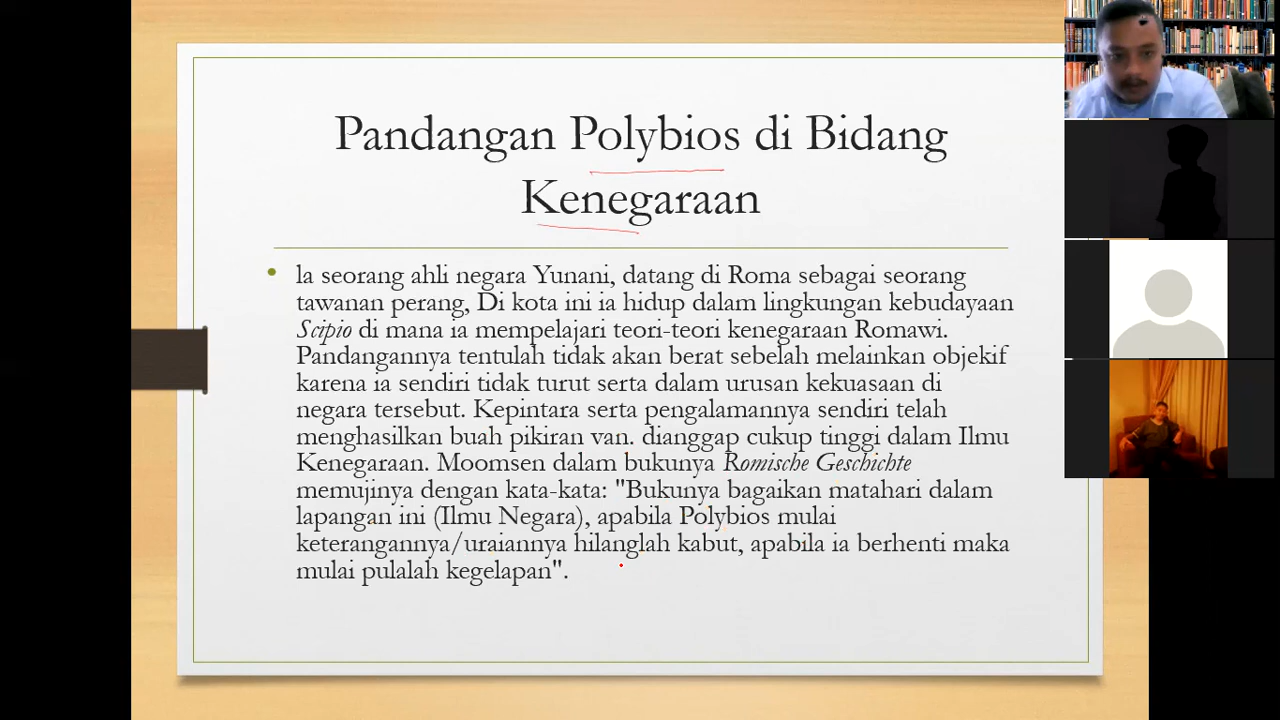 Pandangan Polybios di Bidang
Kenegaraan
la seorang ahli negara Yunani, datang di Roma sebagai seorang
tawanan perang, Di kota ini ia hidup dalam lingkungan kebudayaan
Scipio di mana ia mempelajari teori-teori kenegaraan Romawi.
Pandangannya tentulah tidak akan berat sebelah melainkan objekif
karena ia sendiri tidak turut serta dalam urusan kekuasaan di
negara tersebut. Kepintara serta pengalamannya sendiri telah
menghasilkan buah pikiran van. dianggap cukup tinggi dalam Ilmu
Kenegaraan. Moomsen dalam bukunya Romische Geschichte
memujinya dengan kata-kata: "Bukunya bagaikan matahari dalam
lapangan ini (Ilmu Negara), apabila Polybios mulai
keterangannya/uraiannya hilanglah kabut, apabila ia berhenti maka
mulai pulalah kegelapan".